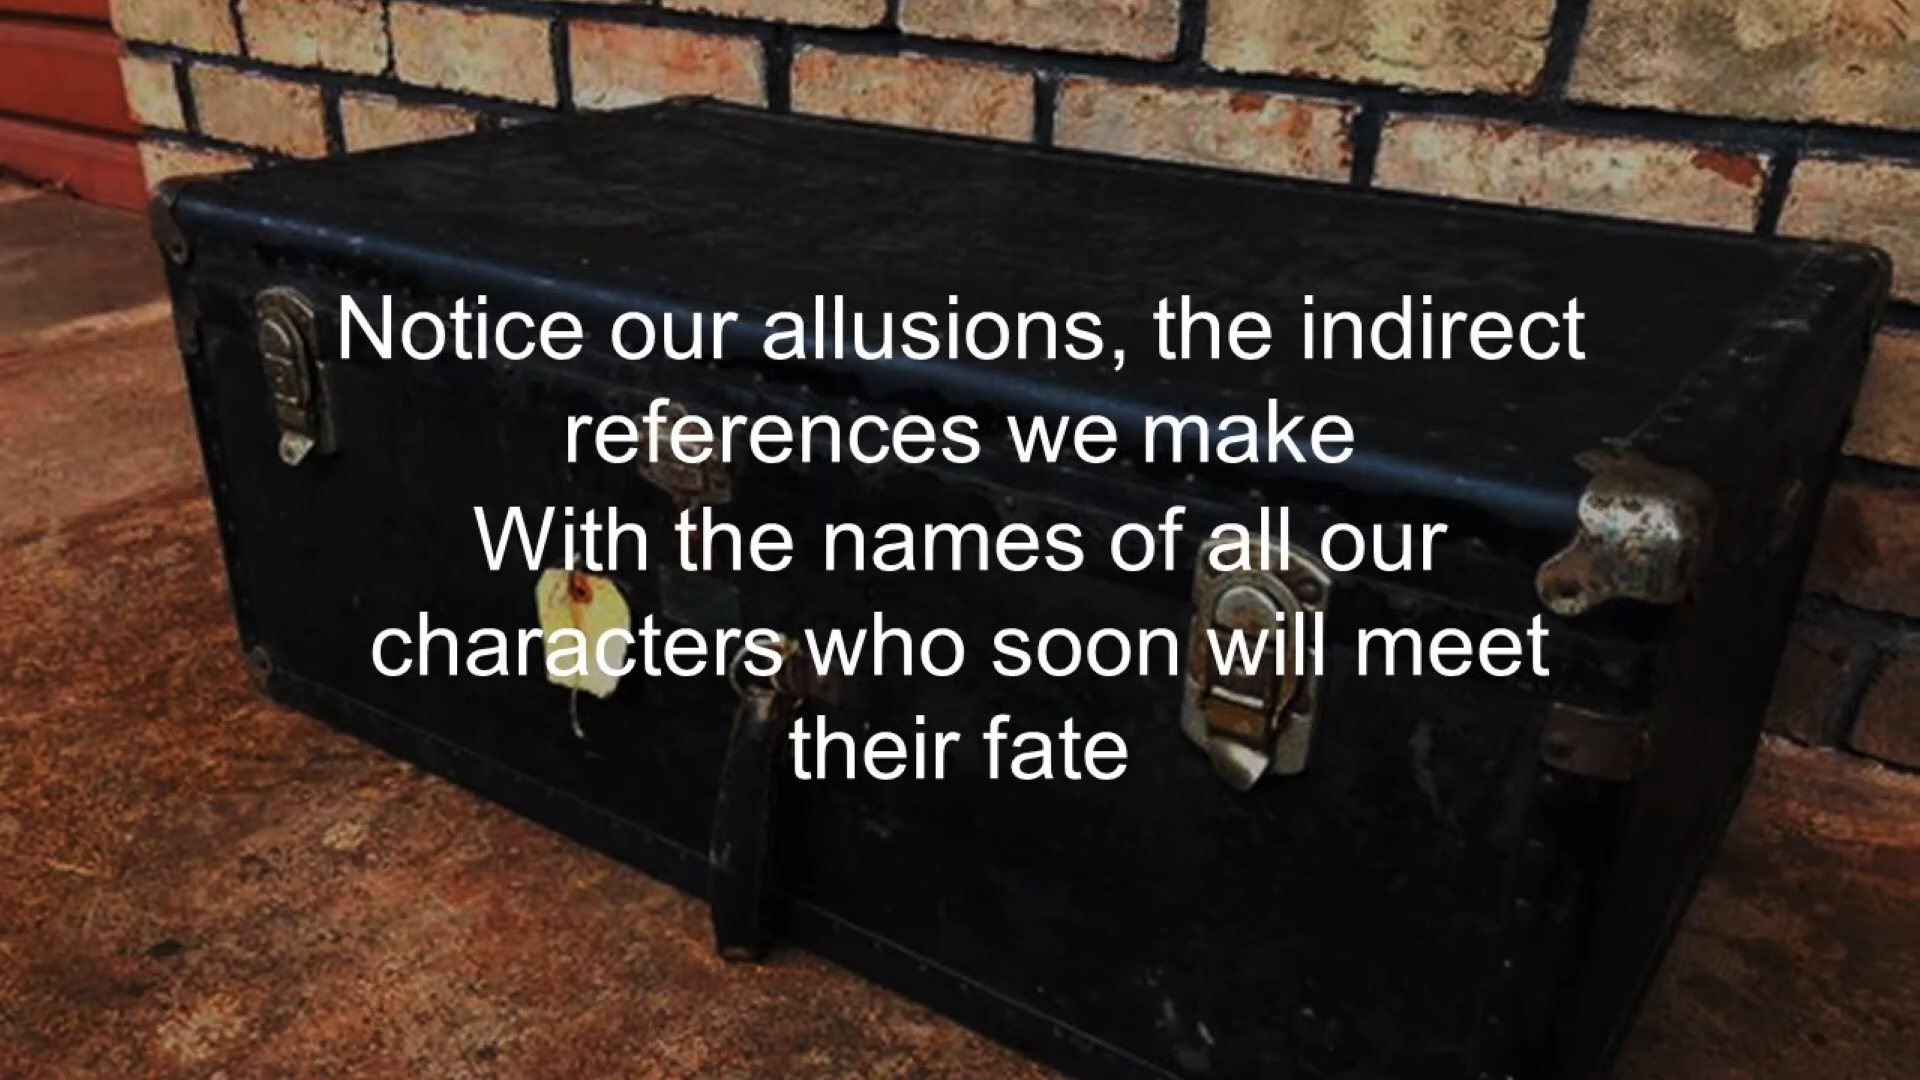 Notice our allusions, the indirect
references we make
With the names of all our
characters who soon will meet
their fate